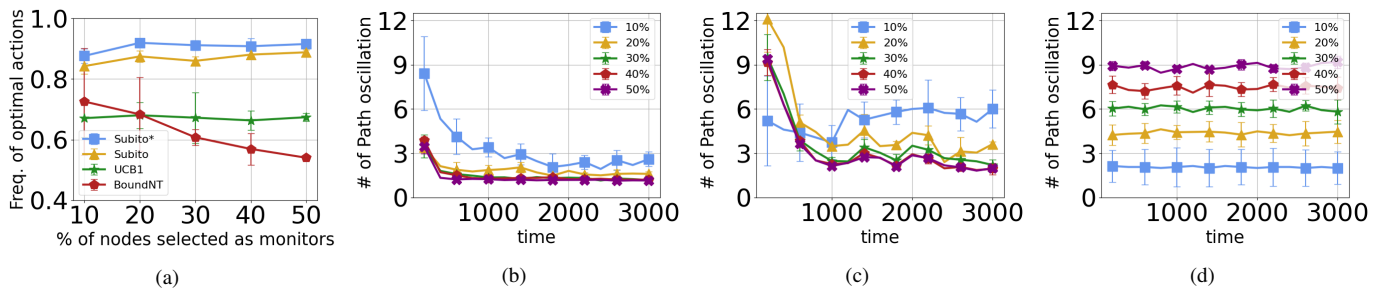 Freq. of optimal actions
1.0
0.8
0.6
0.4
10 20 30 40 50
% of nodes selected as monitors
Subito*
Subito
UCB1
BoundNT
(a)
# of Path oscillation
12
9
6
3
0
1000 2000 3000
time
10%
20%
30%
40%
50%
(b)
# of Path oscillation
12
9
6
3
0
1000 2000 3000
time
10%
20%
30%
40%
50%
(c)
# of Path oscillation
12
9
6
3
0
1000 2000 3000
time
10%
20%
30%
40%
50%
(d)